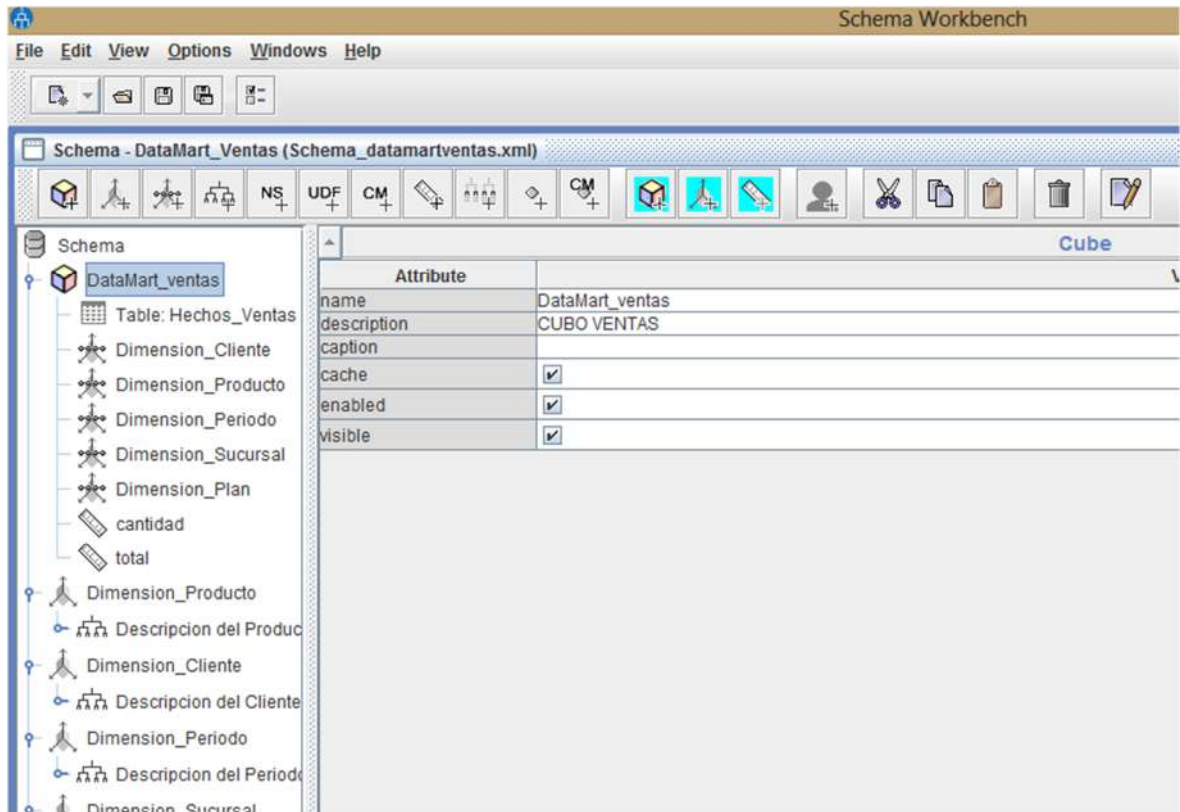 Schema Workbench
File Edit View Options Windows Help
Schema - DataMart_Ventas (Schema_datamartventas.xml)
NS UDF CM CM
Schema
DataMart_ventas
Table: Hechos_Ventas
Dimension_Cliente
Dimension_Producto
Dimension_Periodo
Dimension_Sucursal
Dimension_Plan
cantidad
total
Dimension_Producto
Descripcion del Produc
Dimension_Cliente
Descripcion del Cliente
Dimension_Periodo
Descripcion del Periodo
Dimension_Sucursal
Cube
Attribute V
name DataMart_ventas
description CUBO VENTAS
caption
cache
enabled
visible